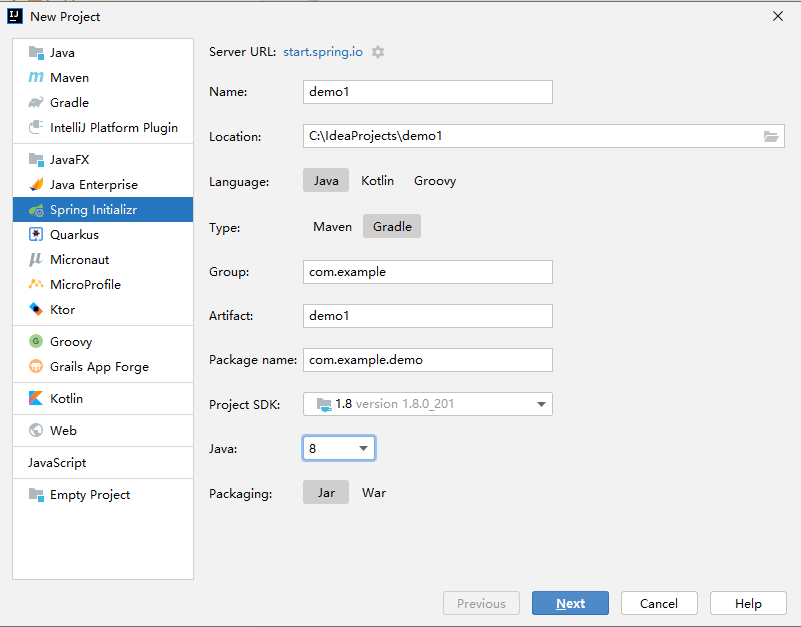 New Project
Java
Maven
Gradle
IntelliJ Platform Plugin
JavaFX
Java Enterprise
Spring Initializr
Quarkus
Micronaut
MicroProfile
Ktor
Groovy
Grails App Forge
Kotlin
Web
JavaScript
Empty Project
Server URL: start.spring.io
Name: demo1
Location: C:\IdeaProjects\demo1
Language: Java Kotlin Groovy
Type: Maven Gradle
Group: com.example
Artifact: demo1
Package name: com.example.demo
Project SDK: 1.8 version 1.8.0_201
Java: 8
Packaging: Jar War
Previous Next Cancel Help